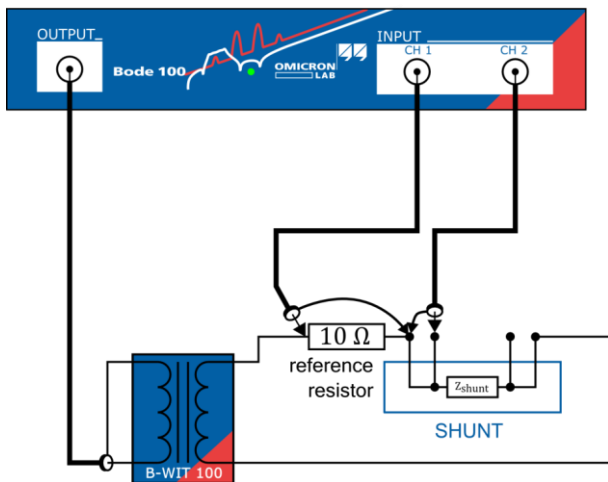 OUTPUT
INPUT
CH 1
CH 2
Bode 100
OMICRON
LAB
10 Ω
reference
resistor
Zshunt
SHUNT
B-WIT 100